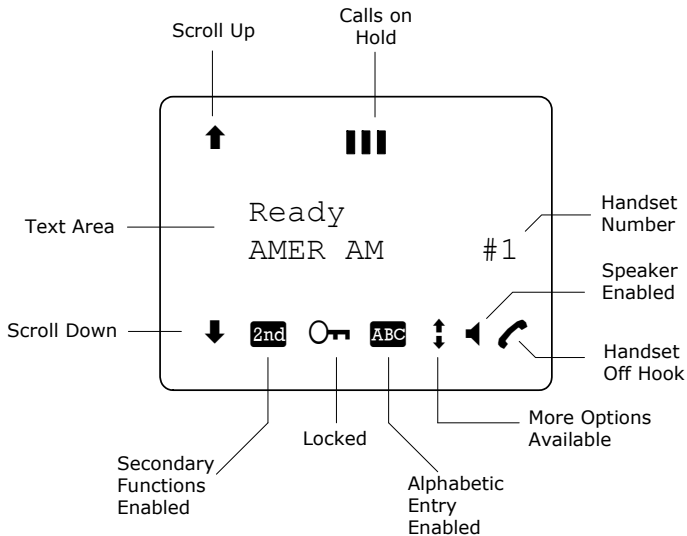 Scroll Up
Calls on
Hold
Ready
AMER AM #1
Text Area
Handset
Number
Speaker
Enabled
Scroll Down
2nd
ABC
Handset
Off Hook
More Options
Available
Locked
Secondary
Functions
Enabled
Alphabetic
Entry
Enabled